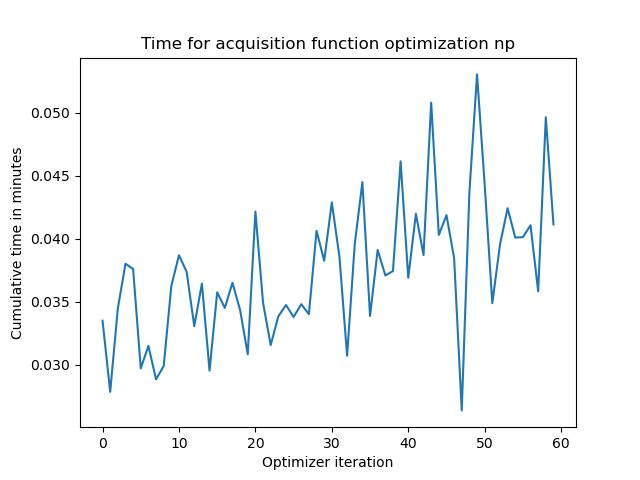 Time for acquisition function optimization np
Cumulative time in minutes
0.050
0.045
0.040
0.035
0.030
0 10 20 30 40 50 60
Optimizer iteration